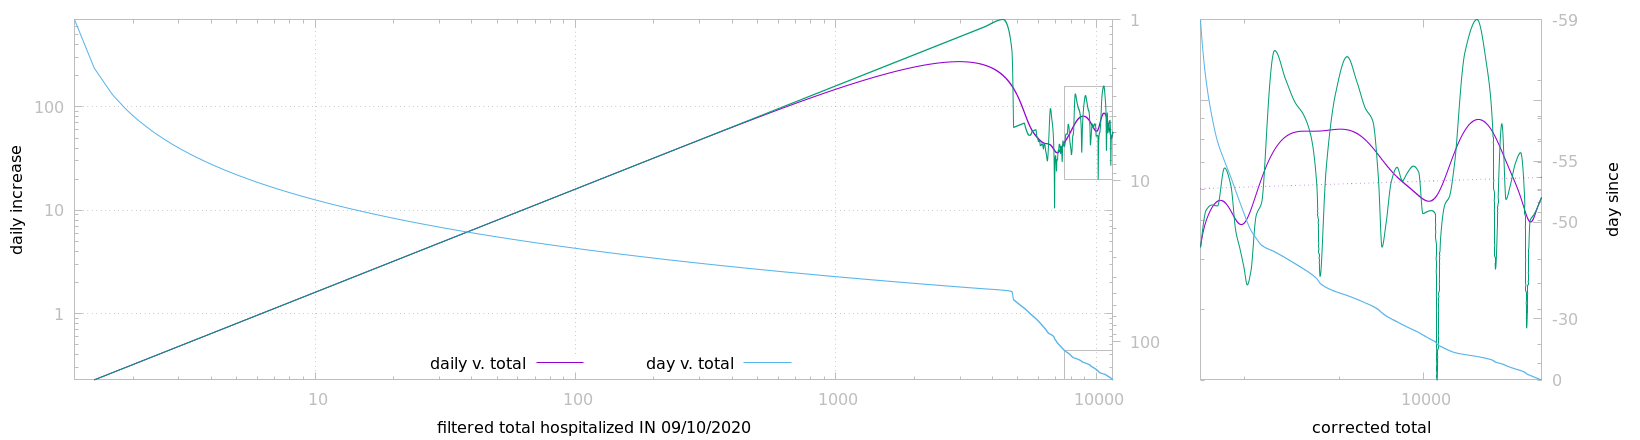 daily increase
100
10
1
10
100
1000
10000
1
10
100
daily v. total
day v. total
filtered total hospitalized IN 09/10/2020
-59
-55
-50
-30
0
day since
10000
corrected total